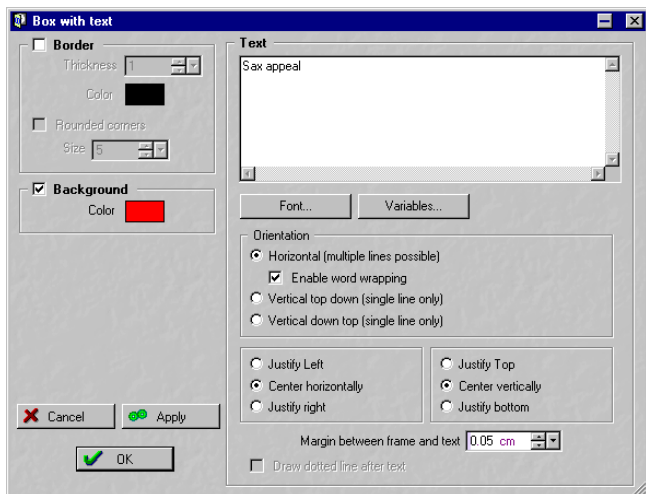 Box with text
Border
Thickness 1
Color
Rounded corners
Size 5
Background
Color
Cancel
Apply
OK
Text
Sax appeal
Font...
Variables...
Orientation
Horizontal (multiple lines possible)
Enable word wrapping
Vertical top down (single line only)
Vertical down top (single line only)
Justify Left
Center horizontally
Justify right
Justify Top
Center vertically
Justify bottom
Margin between frame and text 0.05 cm
Draw dotted line after text